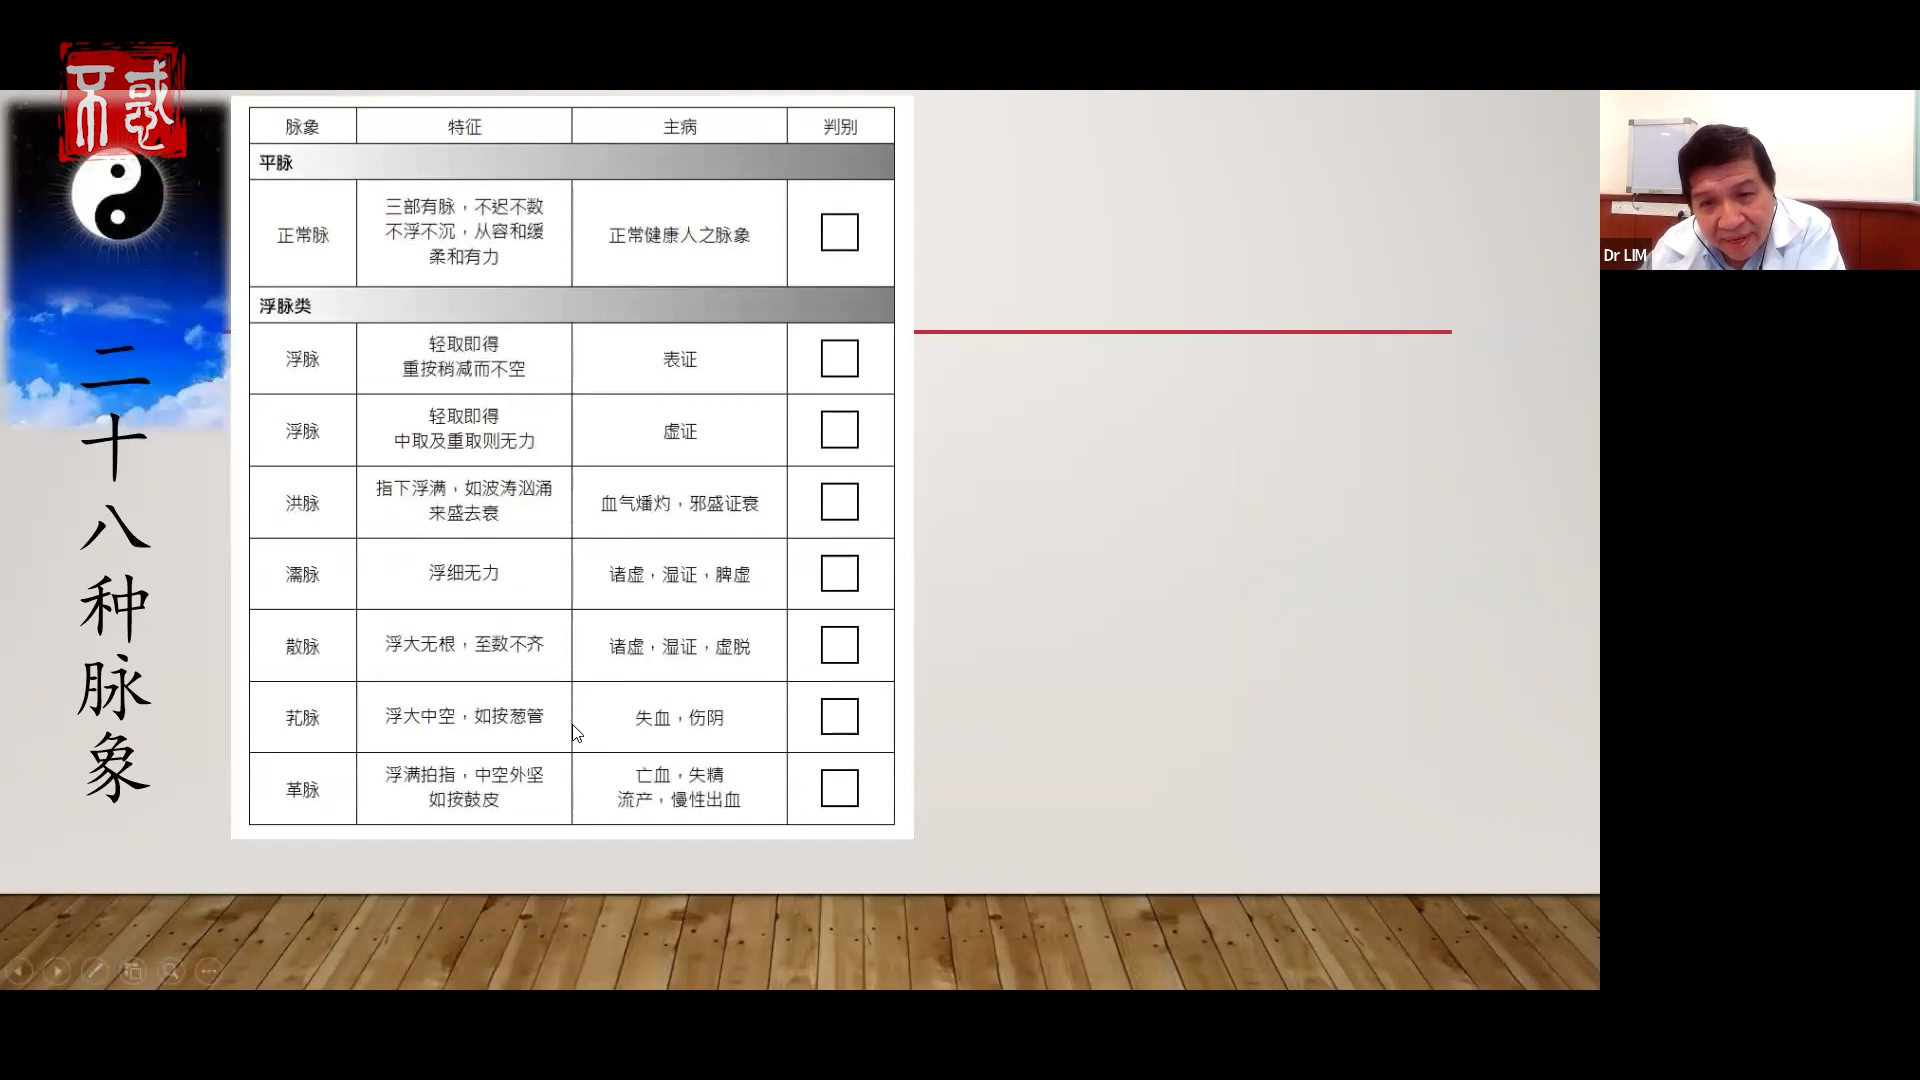 不惑
二十八种脉象
脉象 特征 主病 判别
平脉
正常脉
三部有脉，不迟不数
不浮不沉，从容和缓
柔和有力
正常健康人之脉象
浮脉类
浮脉
轻取即得
重按稍减而不空
表证
浮脉
轻取即得
中取及重取则无力
虚证
洪脉
指下浮满，如波涛汹涌
来盛去衰
血气燔灼，邪盛证衰
濡脉
浮细无力
诸虚，湿证，脾虚
散脉
浮大无根，至数不齐
诸虚，湿证，虚脱
芤脉
浮大中空，如按葱管
失血，伤阴
革脉
浮满拍指，中空外坚
如按鼓皮
亡血，失精
流产，慢性出血
Dr LIM